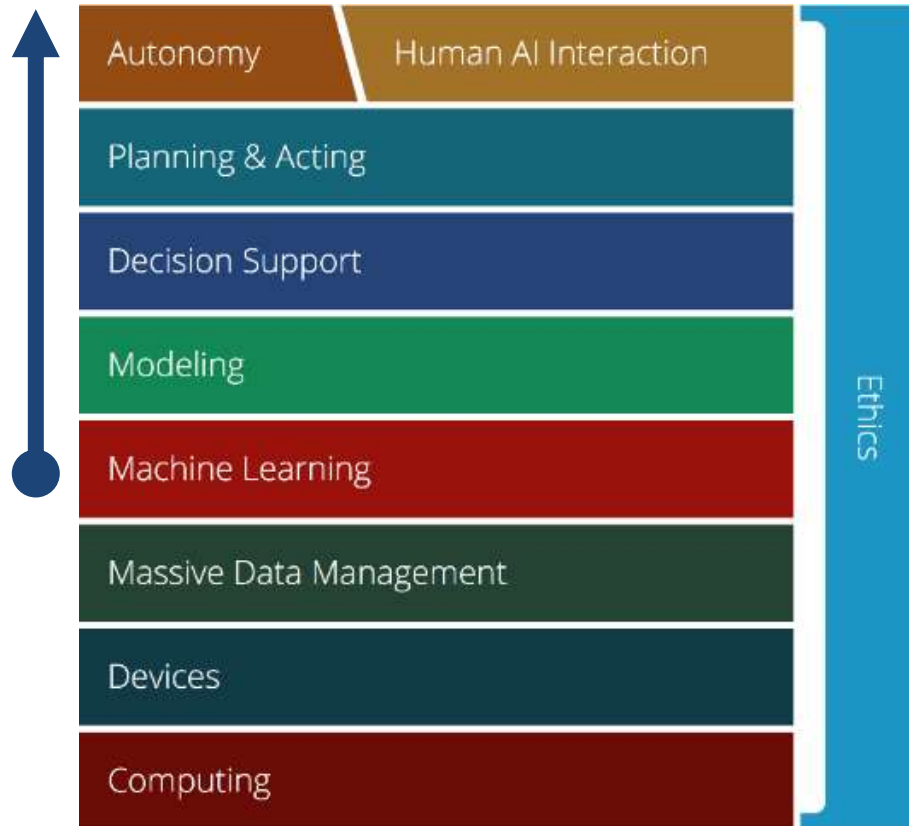 Autonomy
Human AI Interaction
Planning & Acting
Decision Support
Modeling
Machine Learning
Massive Data Management
Devices
Computing
Ethics